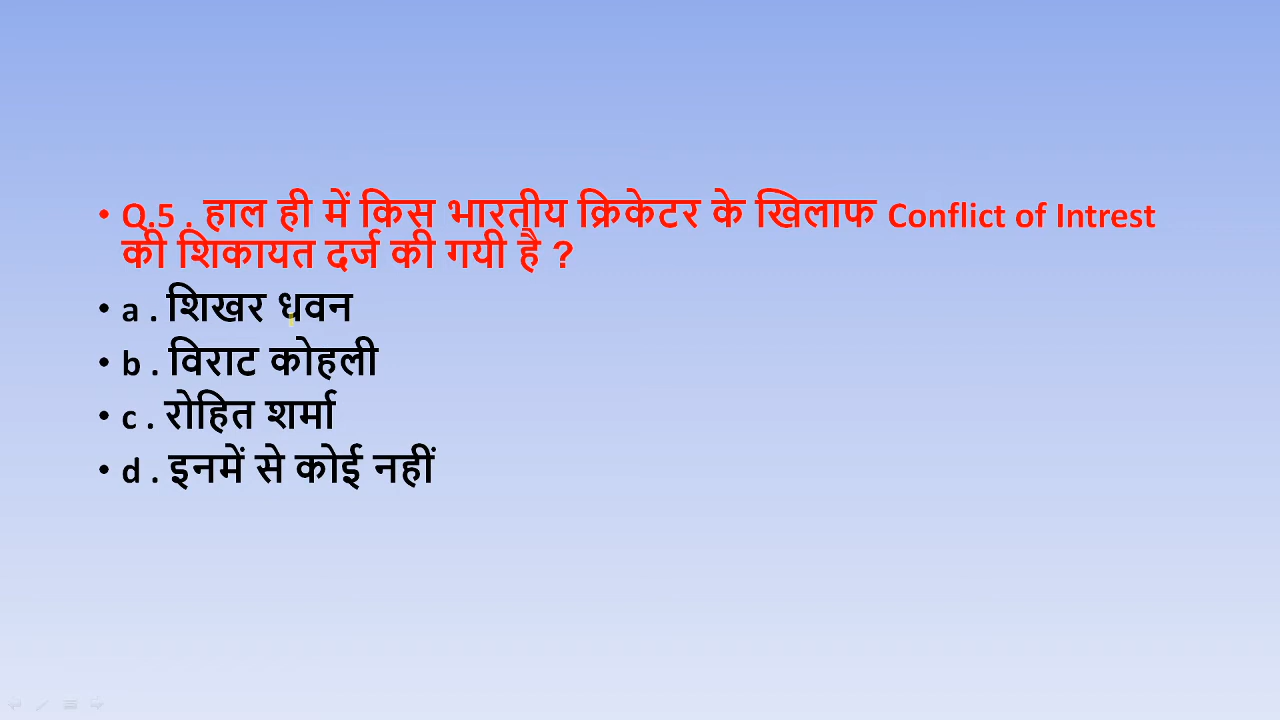 • Q.5 . हाल ही में किस भारतीय क्रिकेटर के खिलाफ Conflict of Intrest
की शिकायत दर्ज की गयी है ?
• a . शिखर धवन
• b . विराट कोहली
• c . रोहित शर्मा
• d . इनमें से कोई नहीं